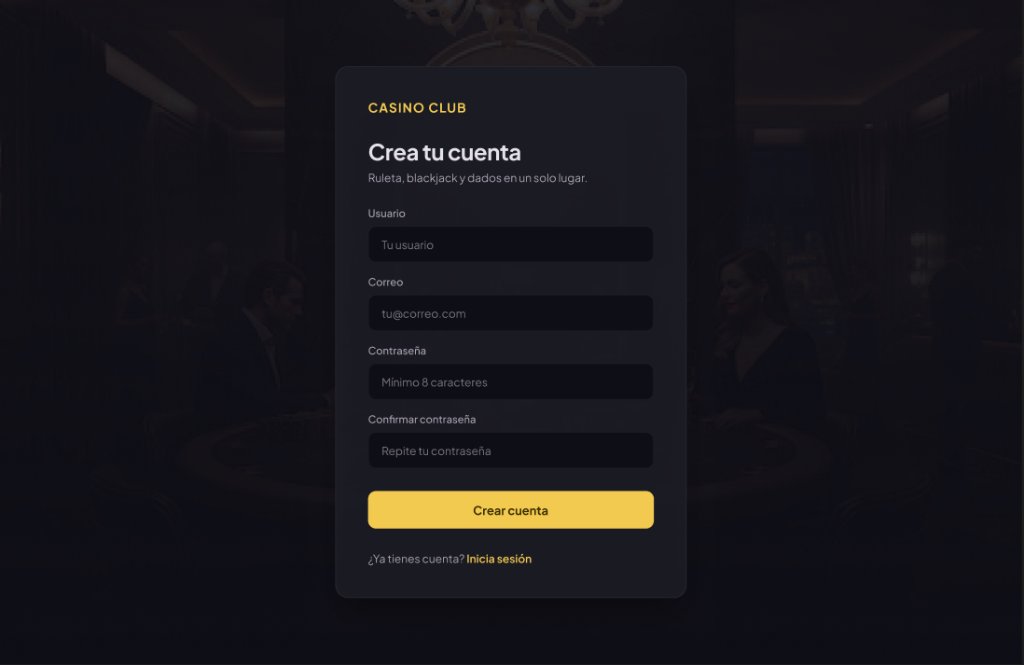 CASINO CLUB
Crea tu cuenta
Ruleta, blackjack y dados en un solo lugar.
Usuario
Tu usuario
Correo
tu@correo.com
Contraseña
Mínimo 8 caracteres
Confirmar contraseña
Repite tu contraseña
Crear cuenta
¿Ya tienes cuenta? Inicia sesión